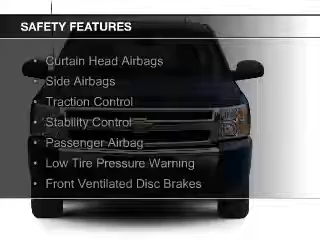 SAFETY FEATURES
• Curtain Head Airbags
• Side Airbags
• Traction Control
• Stability Control
• Passenger Airbag
• Low Tire Pressure Warning
• Front Ventilated Disc Brakes